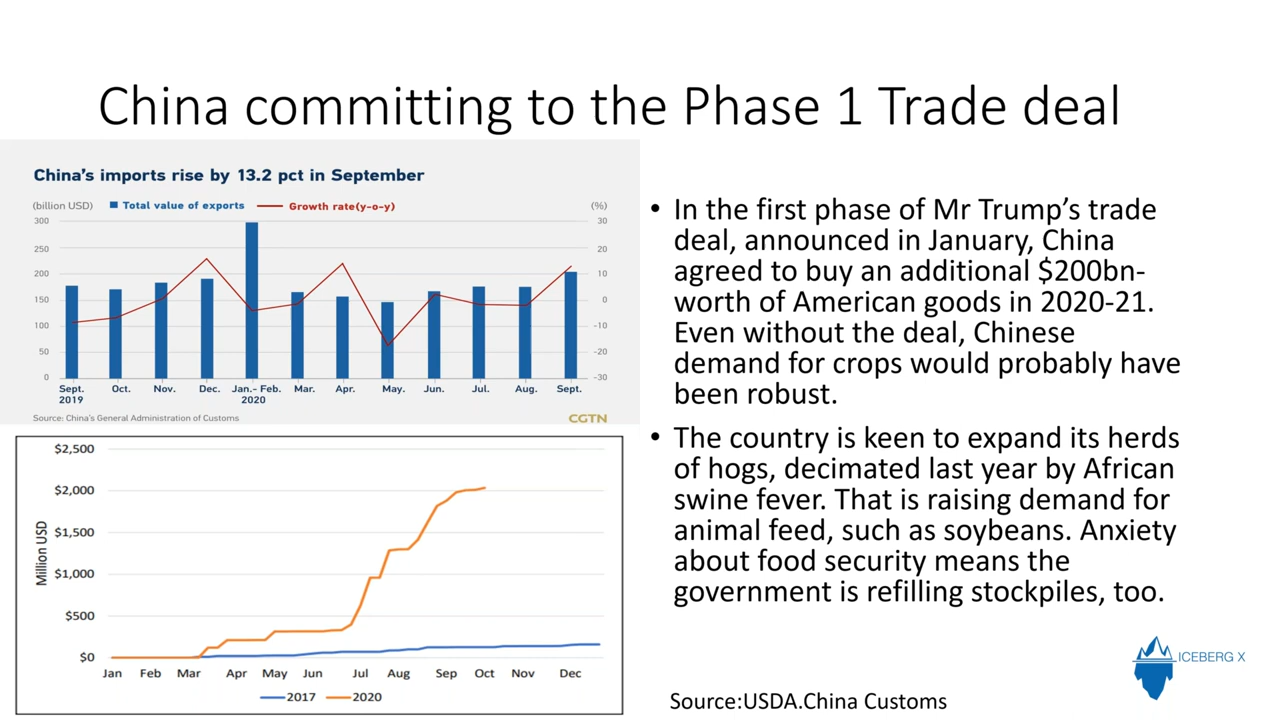 China committing to the Phase 1 Trade deal
China's imports rise by 13.2 pct in September
(billion USD) Total value of exports Growth rate(y-o-y) (%)
300 30
250 20
200 10
150 0
100 -10
50 -20
0 -30
Sept. Oct. Nov. Dec. Jan.- Feb. Mar. Apr. May. Jun. Jul. Aug. Sept.
2019 2020
Source: China's General Administration of Customs CGTN
$2,500
$2,000
$1,500
$1,000
$500
$0
Million USD
Jan Feb Mar Apr May Jun Jul Aug Sep Oct Nov Dec
2017 2020
• In the first phase of Mr Trump's trade
deal, announced in January, China
agreed to buy an additional $200bn-
worth of American goods in 2020-21.
Even without the deal, Chinese
demand for crops would probably have
been robust.
• The country is keen to expand its herds
of hogs, decimated last year by African
swine fever. That is raising demand for
animal feed, such as soybeans. Anxiety
about food security means the
government is refilling stockpiles, too.
ICEBERG X
Source:USDA.China Customs